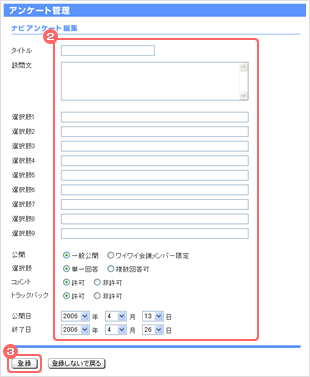 アンケート管理
ナビアンケート編集
2
タイトル
設問文
選択肢1
選択肢2
選択肢3
選択肢4
選択肢5
選択肢6
選択肢7
選択肢8
選択肢9
公開 一般公開 ワイワイ会議メンバー限定
選択肢 単一回答 複数回答可
コメント 許可 非許可
トラックバック 許可 非許可
公開日 2006 年 4 月 13 日
終了日 2006 年 4 月 26 日
3
登録 登録しないで戻る